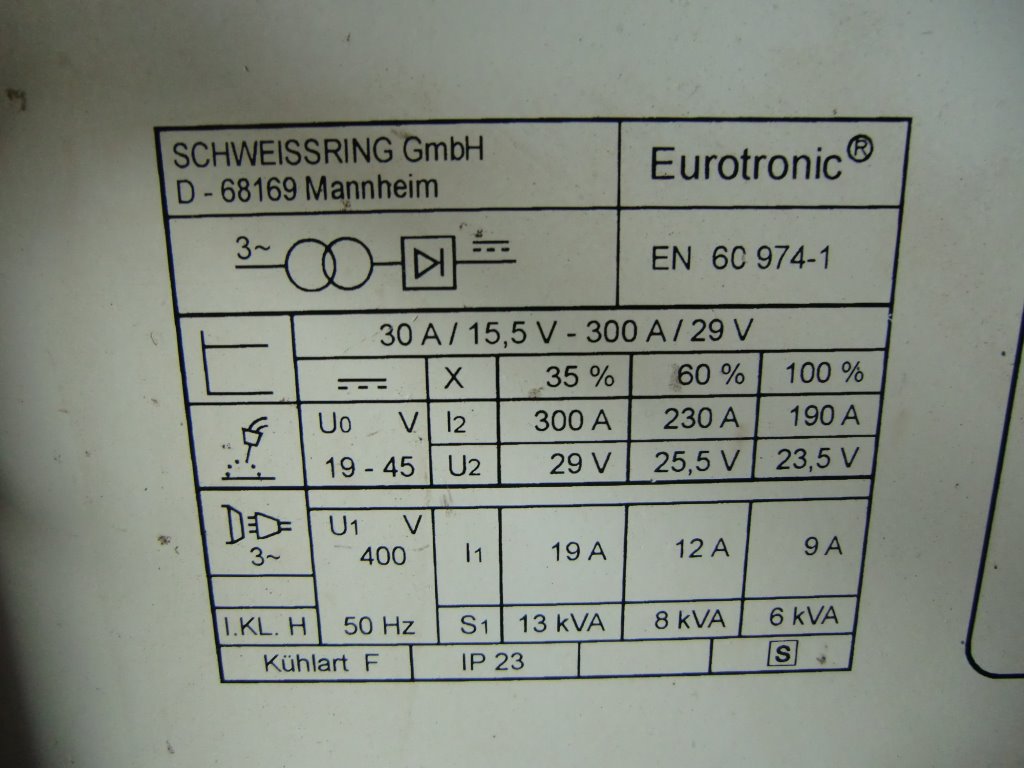 SCHWEISSRING GmbH
D - 68169 Mannheim
Eurotronic®
3~
EN 60 974-1
30 A / 15,5 V - 300 A / 29 V
X 35 % 60 % 100 %
U0 V I2 300 A 230 A 190 A
19 - 45 U2 29 V 25,5 V 23,5 V
U1 V
3~ 400 I1 19 A 12 A 9 A
I.KL. H 50 Hz S1 13 kVA 8 kVA 6 kVA
Kühlart F IP 23 S